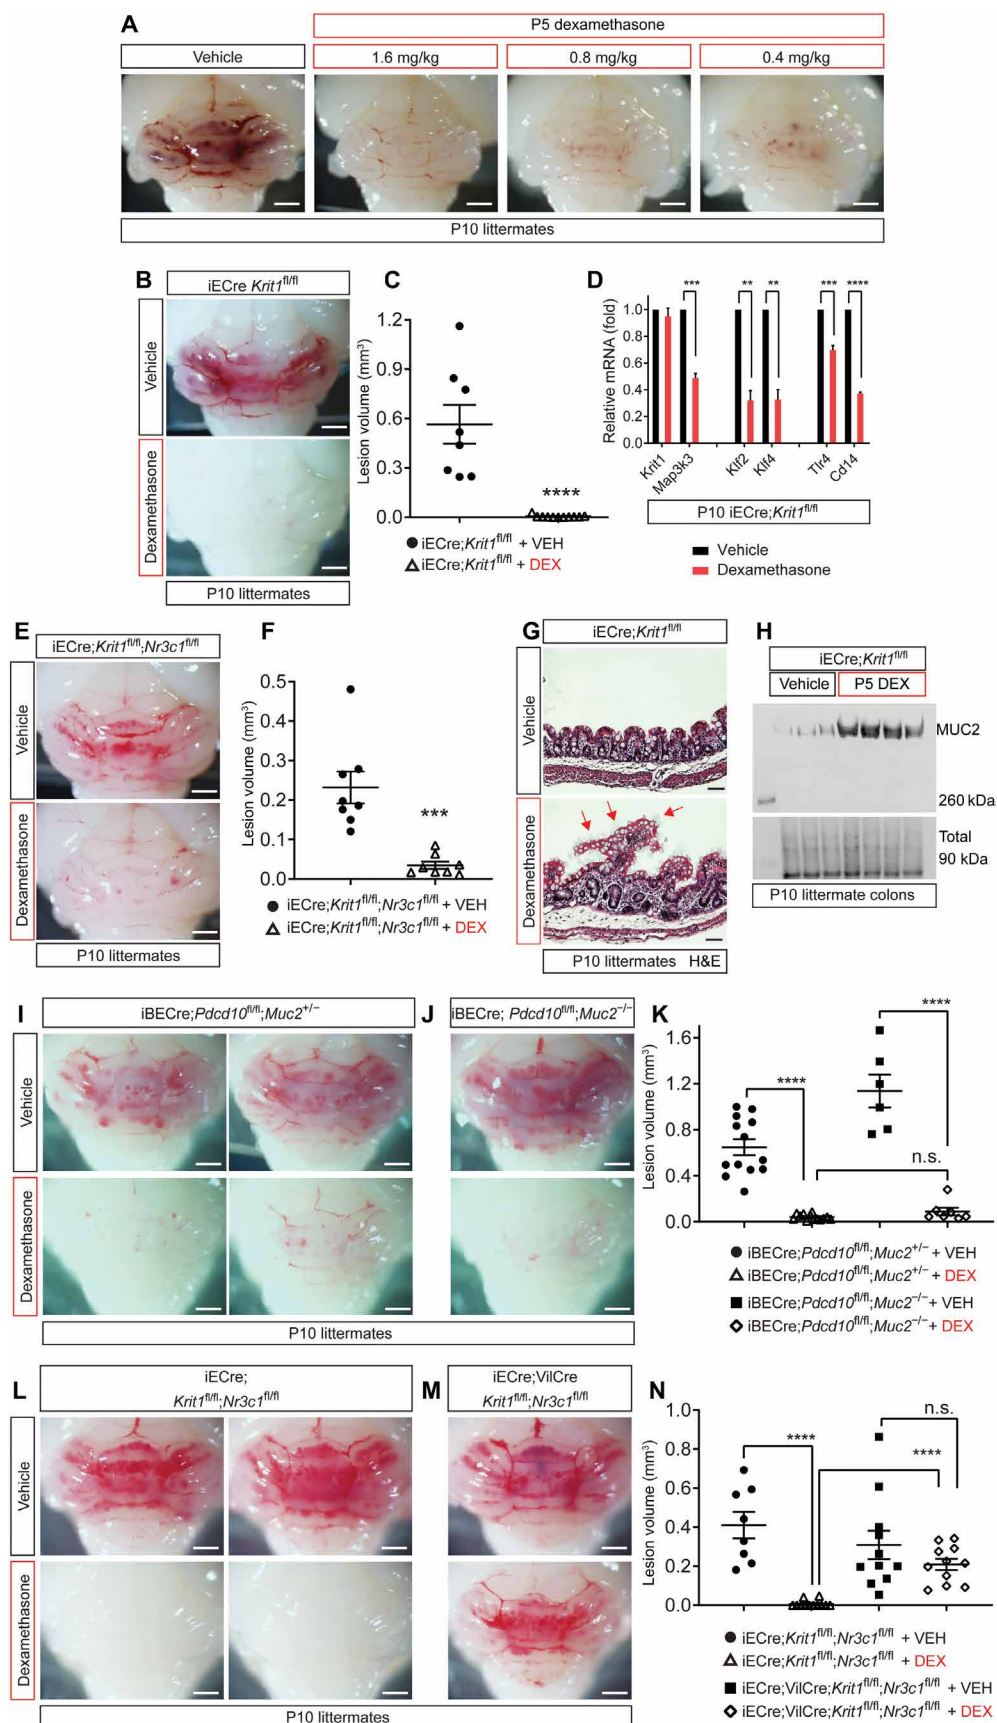 A
P5 dexamethasone
Vehicle
1.6 mg/kg
0.8 mg/kg
0.4 mg/kg
P10 littermates
B
iECre Krit1fl/fl
Vehicle
Dexamethasone
P10 littermates
C
Lesion volume (mm3)
1.2
0.9
0.6
0.3
0.0
****
iECre;Krit1fl/fl + VEH
iECre;Krit1fl/fl + DEX
D
Relative mRNA (fold)
1.0
0.8
0.6
0.4
0.2
0.0
*** ** ** *** ****
Krit1
Map3k3
Klf2
Klf4
Tlr4
Cd14
P10 iECre;Krit1fl/fl
Vehicle
Dexamethasone
E
iECre;Krit1fl/fl;Nr3c1fl/fl
Vehicle
Dexamethasone
P10 littermates
F
Lesion volume (mm3)
0.5
0.4
0.3
0.2
0.1
0
***
iECre;Krit1fl/fl;Nr3c1fl/fl + VEH
iECre;Krit1fl/fl;Nr3c1fl/fl + DEX
G
iECre;Krit1fl/fl
Vehicle
Dexamethasone
P10 littermates H&E
H
iECre;Krit1fl/fl
Vehicle P5 DEX
MUC2
260 kDa
Total
90 kDa
P10 littermate colons
I
iBECre;Pdcd10fl/fl;Muc2+/−
Vehicle
Dexamethasone
J
iBECre; Pdcd10fl/fl;Muc2−/−
P10 littermates
K
Lesion volume (mm3)
1.6
1.2
0.8
0.4
0.0
****
****
n.s.
iBECre;Pdcd10fl/fl;Muc2+/− + VEH
iBECre;Pdcd10fl/fl;Muc2+/− + DEX
iBECre;Pdcd10fl/fl;Muc2−/− + VEH
iBECre;Pdcd10fl/fl;Muc2−/− + DEX
L
iECre;
Krit1fl/fl;Nr3c1fl/fl
Vehicle
Dexamethasone
M
iECre;VilCre
Krit1fl/fl;Nr3c1fl/fl
P10 littermates
N
Lesion volume (mm3)
1.0
0.8
0.6
0.4
0.2
0.0
n.s.
****
****
iECre;Krit1fl/fl;Nr3c1fl/fl + VEH
iECre;Krit1fl/fl;Nr3c1fl/fl + DEX
iECre;VilCre;Krit1fl/fl;Nr3c1fl/fl + VEH
iECre;VilCre;Krit1fl/fl;Nr3c1fl/fl + DEX